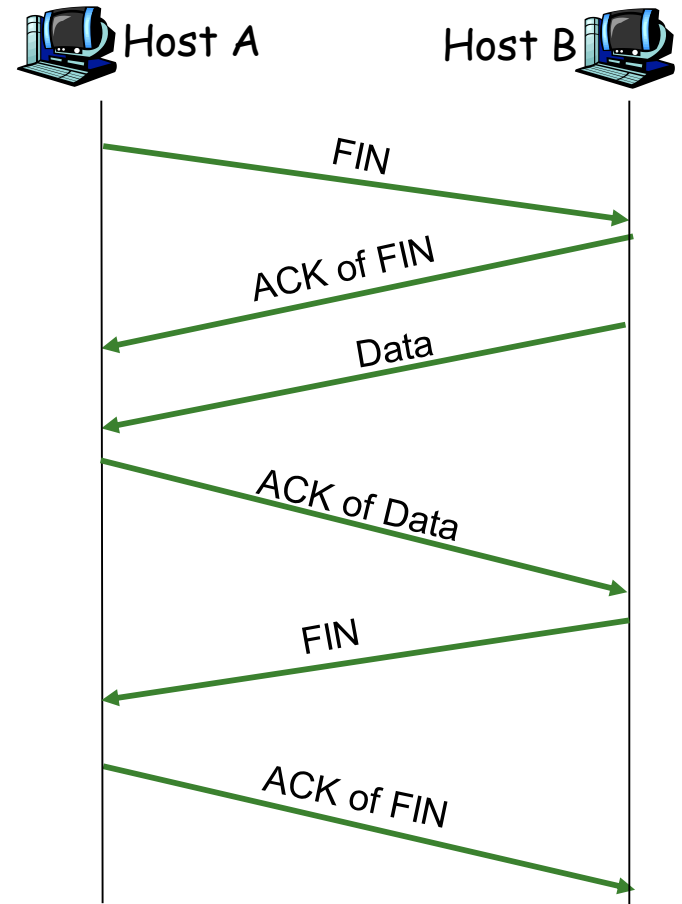 Host A
Host B
FIN
ACK of FIN
Data
ACK of Data
FIN
ACK of FIN